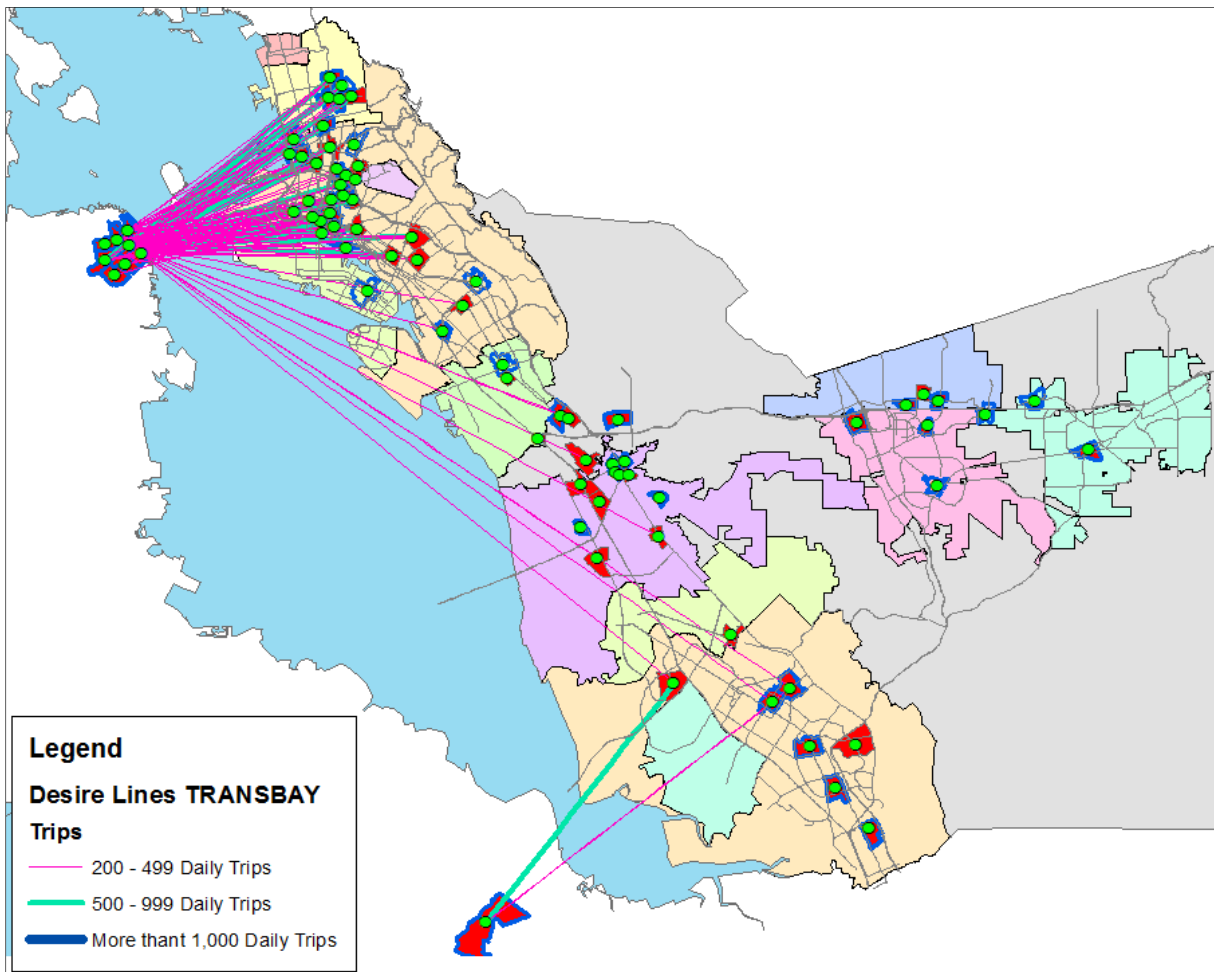 Legend
Desire Lines TRANSBAY
Trips
200 - 499 Daily Trips
500 - 999 Daily Trips
More thant 1,000 Daily Trips